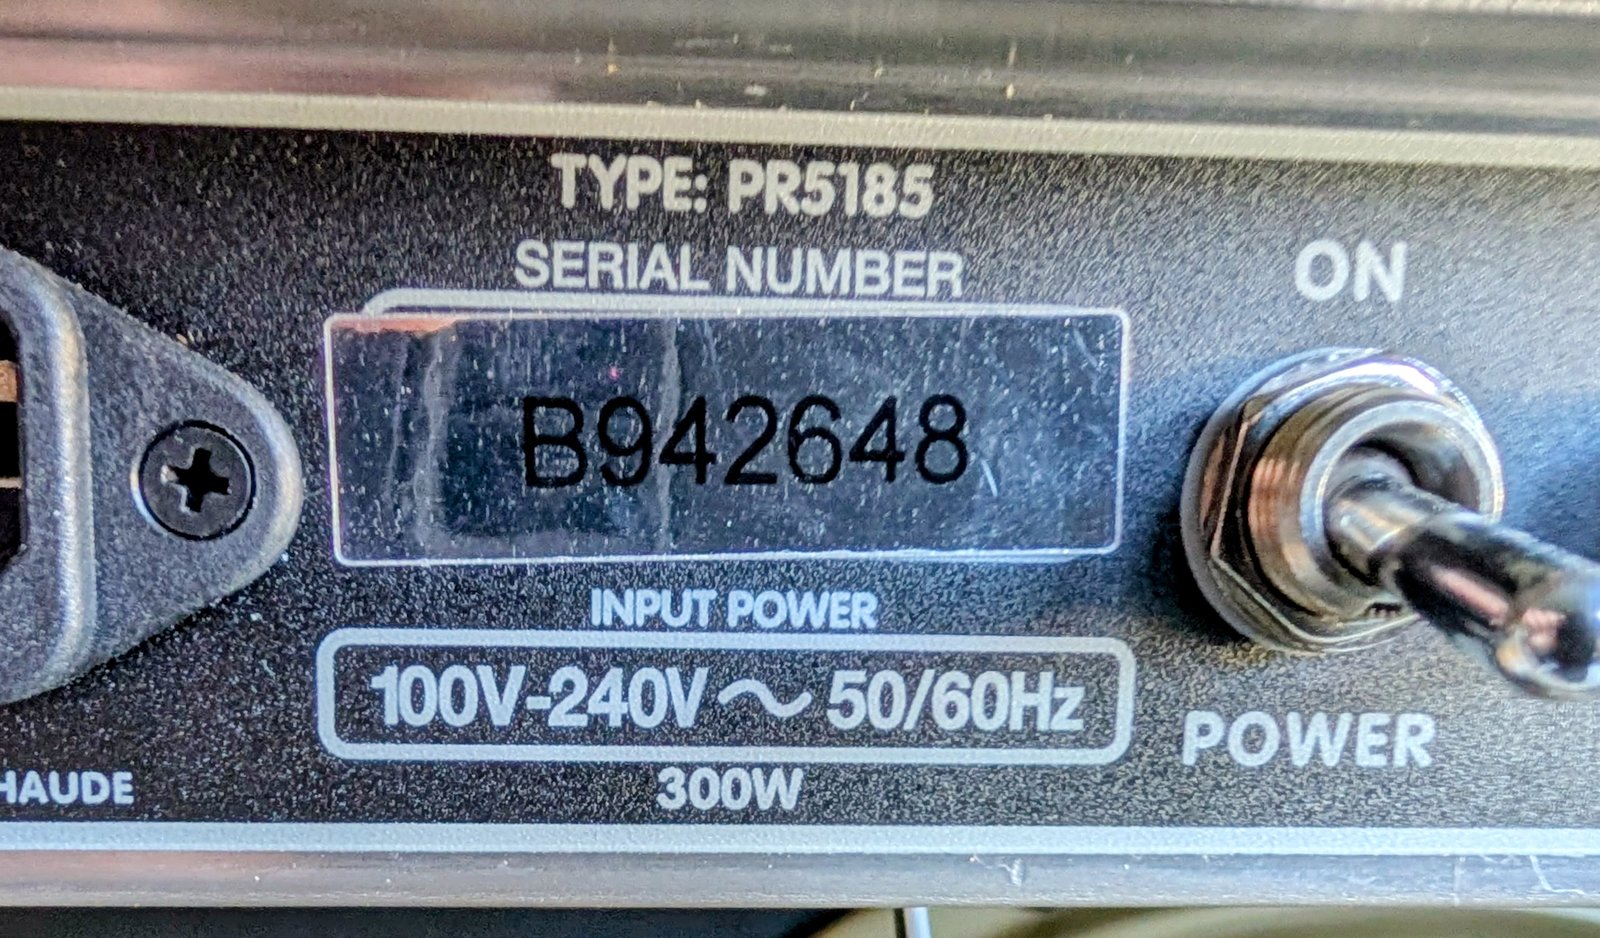 TYPE: PR5185
SERIAL NUMBER
ON
B942648
INPUT POWER
100V-240V ~ 50/60Hz
POWER
HAUDE
300W